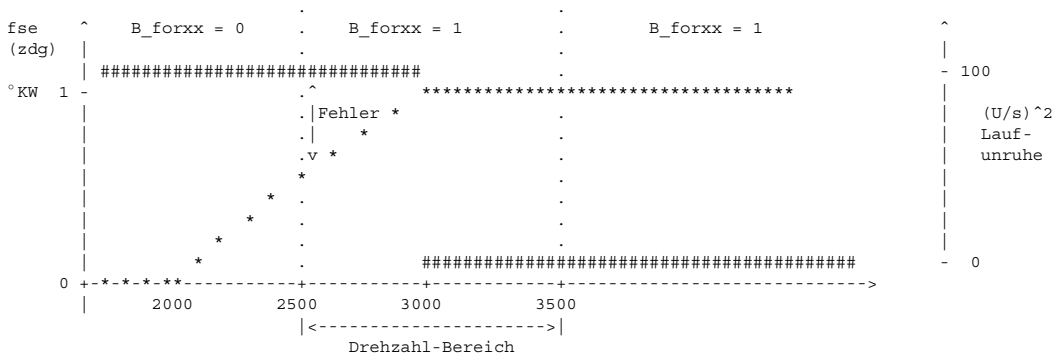 fse ^ B_forxx = 0 . B_forxx = 1 . B_forxx = 1 ^
(zdg) | . . |
| ############################### . - 100
°KW 1 - .^ ************************************ |
| .|Fehler * . | (U/s)^2
| .| * . | Lauf-
| .v * . | unruhe
| * .
| * . . |
| * . . |
| * . . |
| * . . |
| . ########################################## - 0
0 +-*-*-*-**-----------+-----------+------------+----------------------------->
| 2000 2500 3000 3500
|<---------------------->|
Drehzahl-Bereich